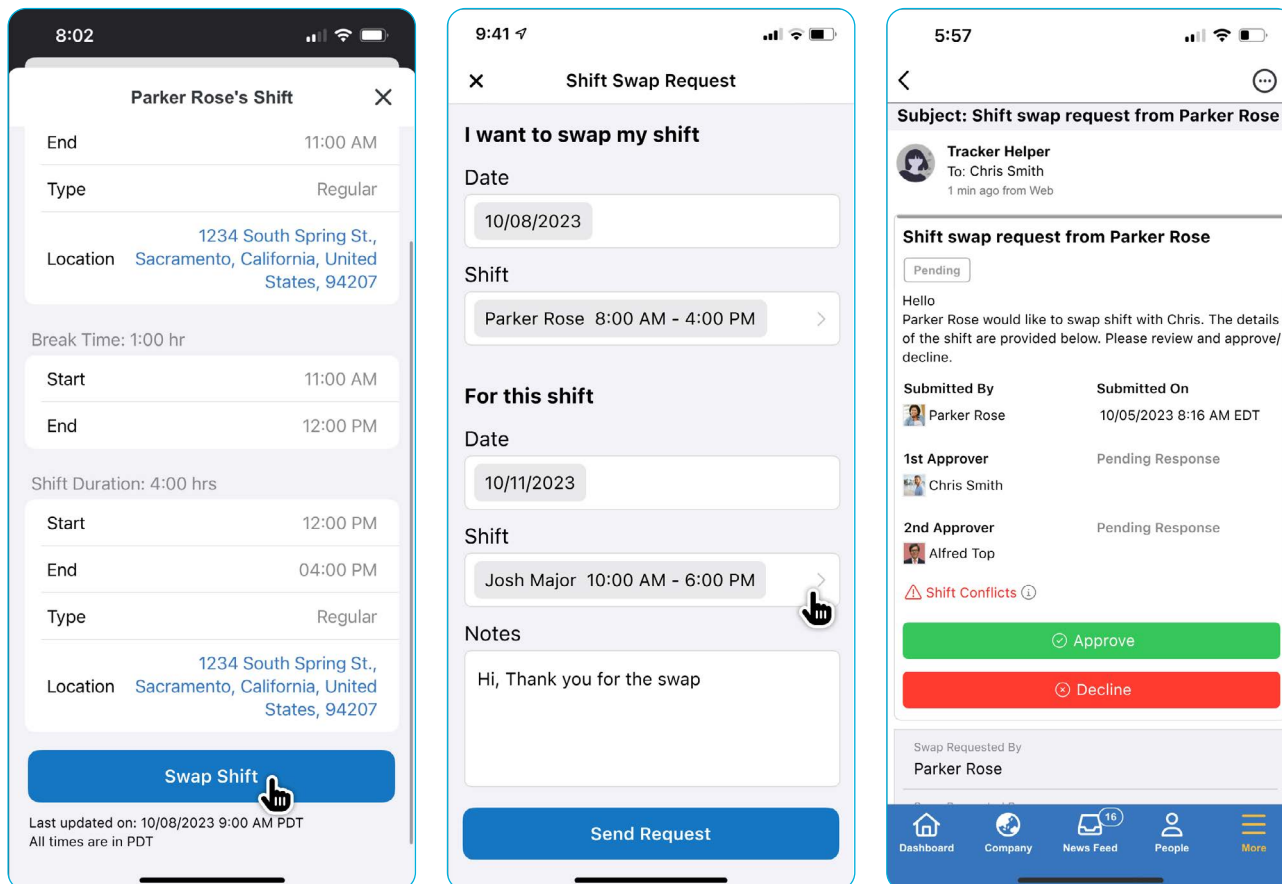 8:02
Parker Rose's Shift
End 11:00 AM
Type Regular
1234 South Spring St.,
Location Sacramento, California, United
States, 94207
Break Time: 1:00 hr
Start 11:00 AM
End 12:00 PM
Shift Duration: 4:00 hrs
Start 12:00 PM
End 04:00 PM
Type Regular
1234 South Spring St.,
Location Sacramento, California, United
States, 94207
Swap Shift
Last updated on: 10/08/2023 9:00 AM PDT
All times are in PDT
9:41
Shift Swap Request
I want to swap my shift
Date
10/08/2023
Shift
Parker Rose 8:00 AM - 4:00 PM
For this shift
Date
10/11/2023
Shift
Josh Major 10:00 AM - 6:00 PM
Notes
Hi, Thank you for the swap
Send Request
5:57
Subject: Shift swap request from Parker Rose
Tracker Helper
To: Chris Smith
1 min ago from Web
Shift swap request from Parker Rose
Pending
Hello
Parker Rose would like to swap shift with Chris. The details
of the shift are provided below. Please review and approve/
decline.
Submitted By Submitted On
Parker Rose 10/05/2023 8:16 AM EDT
1st Approver Pending Response
Chris Smith
2nd Approver Pending Response
Alfred Top
Shift Conflicts
Approve
Decline
Swap Requested By
Parker Rose
16
Dashboard Company News Feed People More